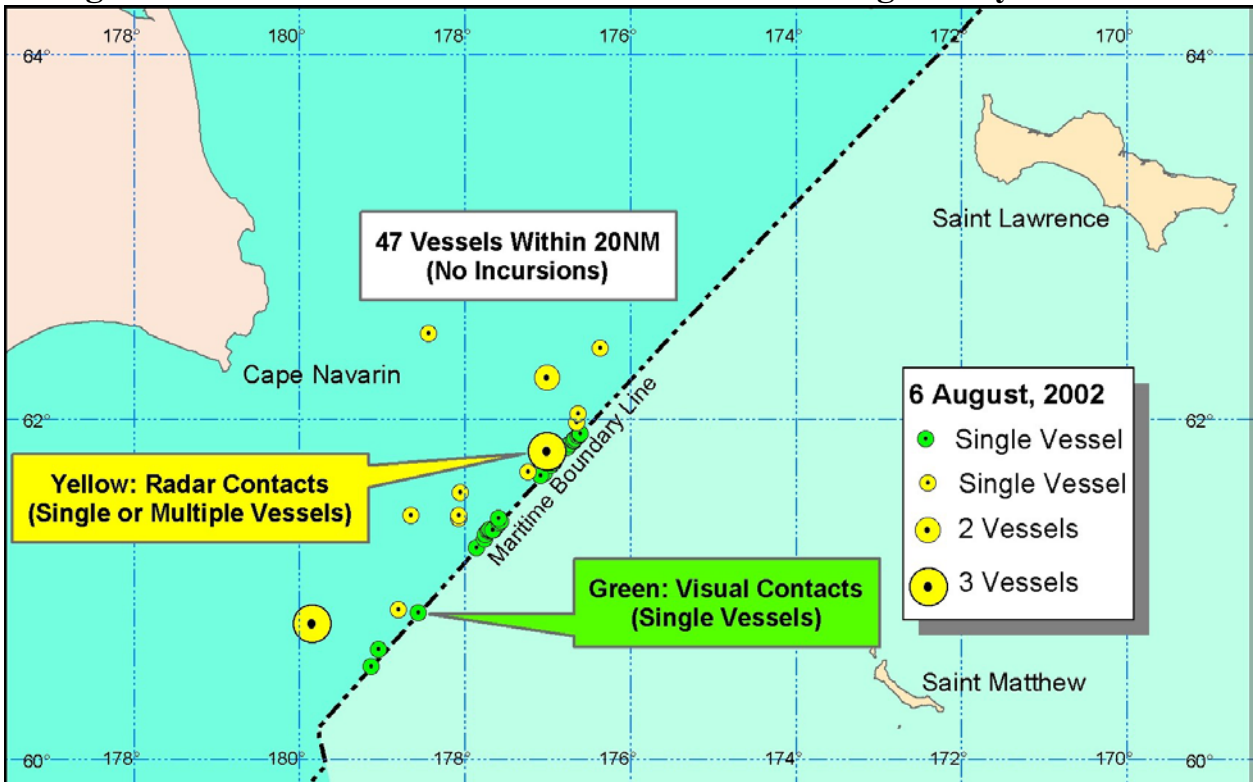 178° 180° 178° 176° 174° 172° 170°
64° 64°
Saint Lawrence
47 Vessels Within 20NM
(No Incursions)
Cape Navarin
62° 62°
Maritime Boundary Line
Yellow: Radar Contacts
(Single or Multiple Vessels)
Green: Visual Contacts
(Single Vessels)
6 August, 2002
Single Vessel
Single Vessel
2 Vessels
3 Vessels
Saint Matthew
60° 60°
178° 180° 178° 176° 174° 172° 170°